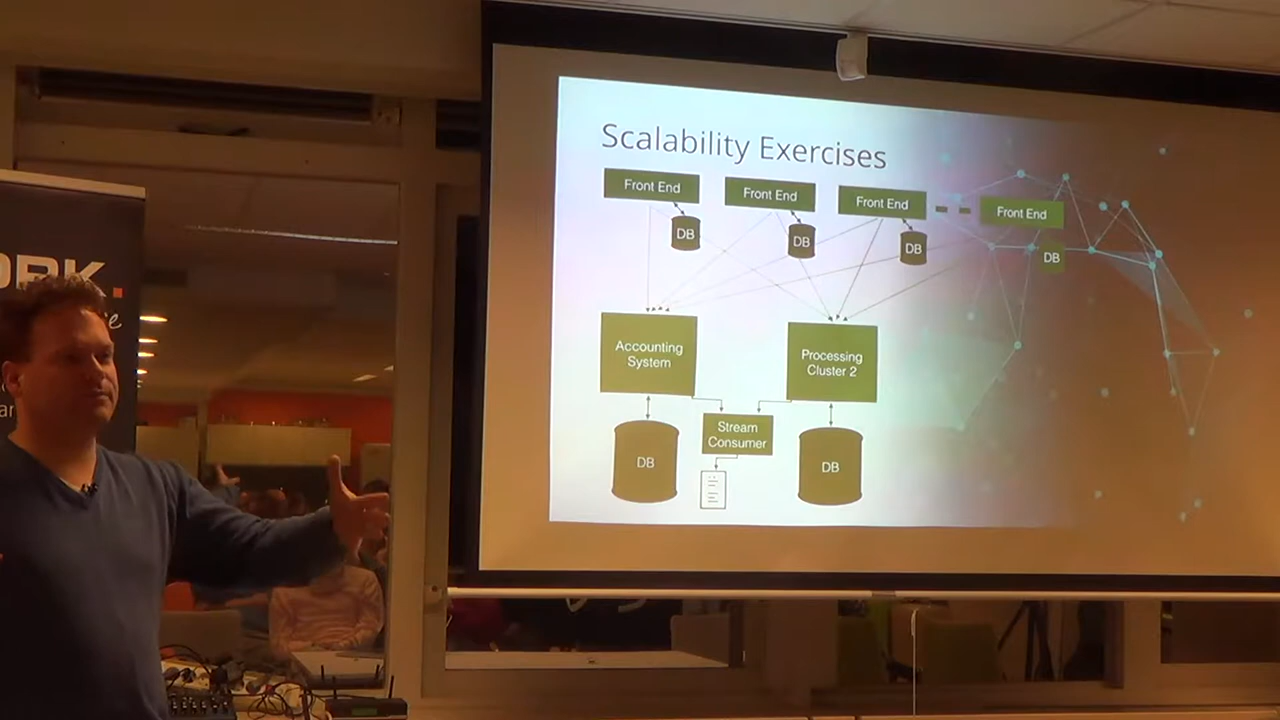 Scalability Exercises
Front End
Front End
Front End
Front End
DB
DB
DB
DB
Accounting
System
Processing
Cluster 2
Stream
Consumer
DB
DB